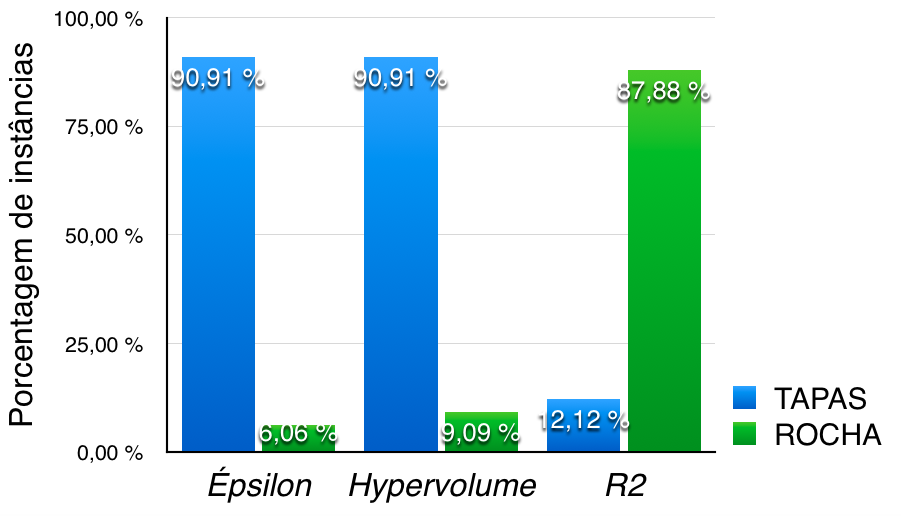 Porcentagem de instâncias
100,00 %
75,00 %
50,00 %
25,00 %
0,00 %
90,91 %
6,06 %
90,91 %
9,09 %
12,12 %
87,88 %
Épsilon
Hypervolume
R2
TAPAS
ROCHA